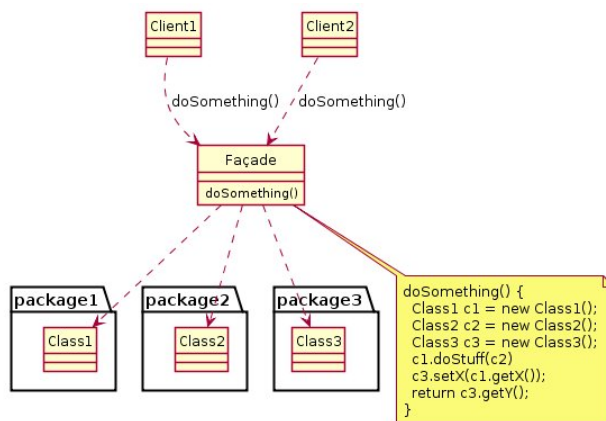 Client1
Client2
doSomething()
doSomething()
Façade
doSomething()
package1
package2
package3
Class1
Class2
Class3
doSomething() {
Class1 c1 = new Class1();
Class2 c2 = new Class2();
Class3 c3 = new Class3();
c1.doStuff(c2)
c3.setX(c1.getX());
return c3.getY();
}